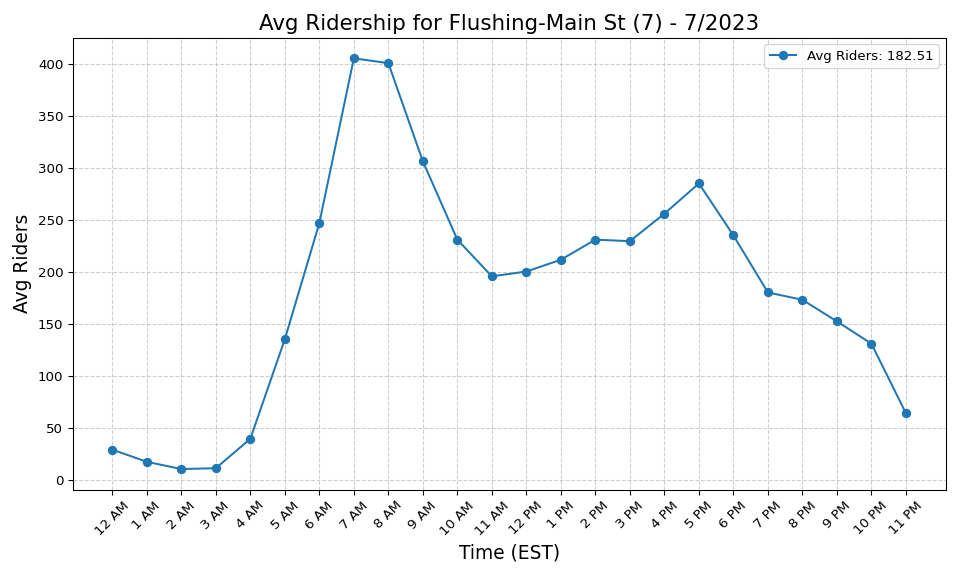 Avg Ridership for Flushing-Main St (7) - 7/2023
Avg Riders: 182.51
Avg Riders
400
350
300
250
200
150
100
50
0
12 AM
1 AM
2 AM
3 AM
4 AM
5 AM
6 AM
7 AM
8 AM
9 AM
10 AM
11 AM
12 PM
1 PM
2 PM
3 PM
4 PM
5 PM
6 PM
7 PM
8 PM
9 PM
10 PM
11 PM
Time (EST)